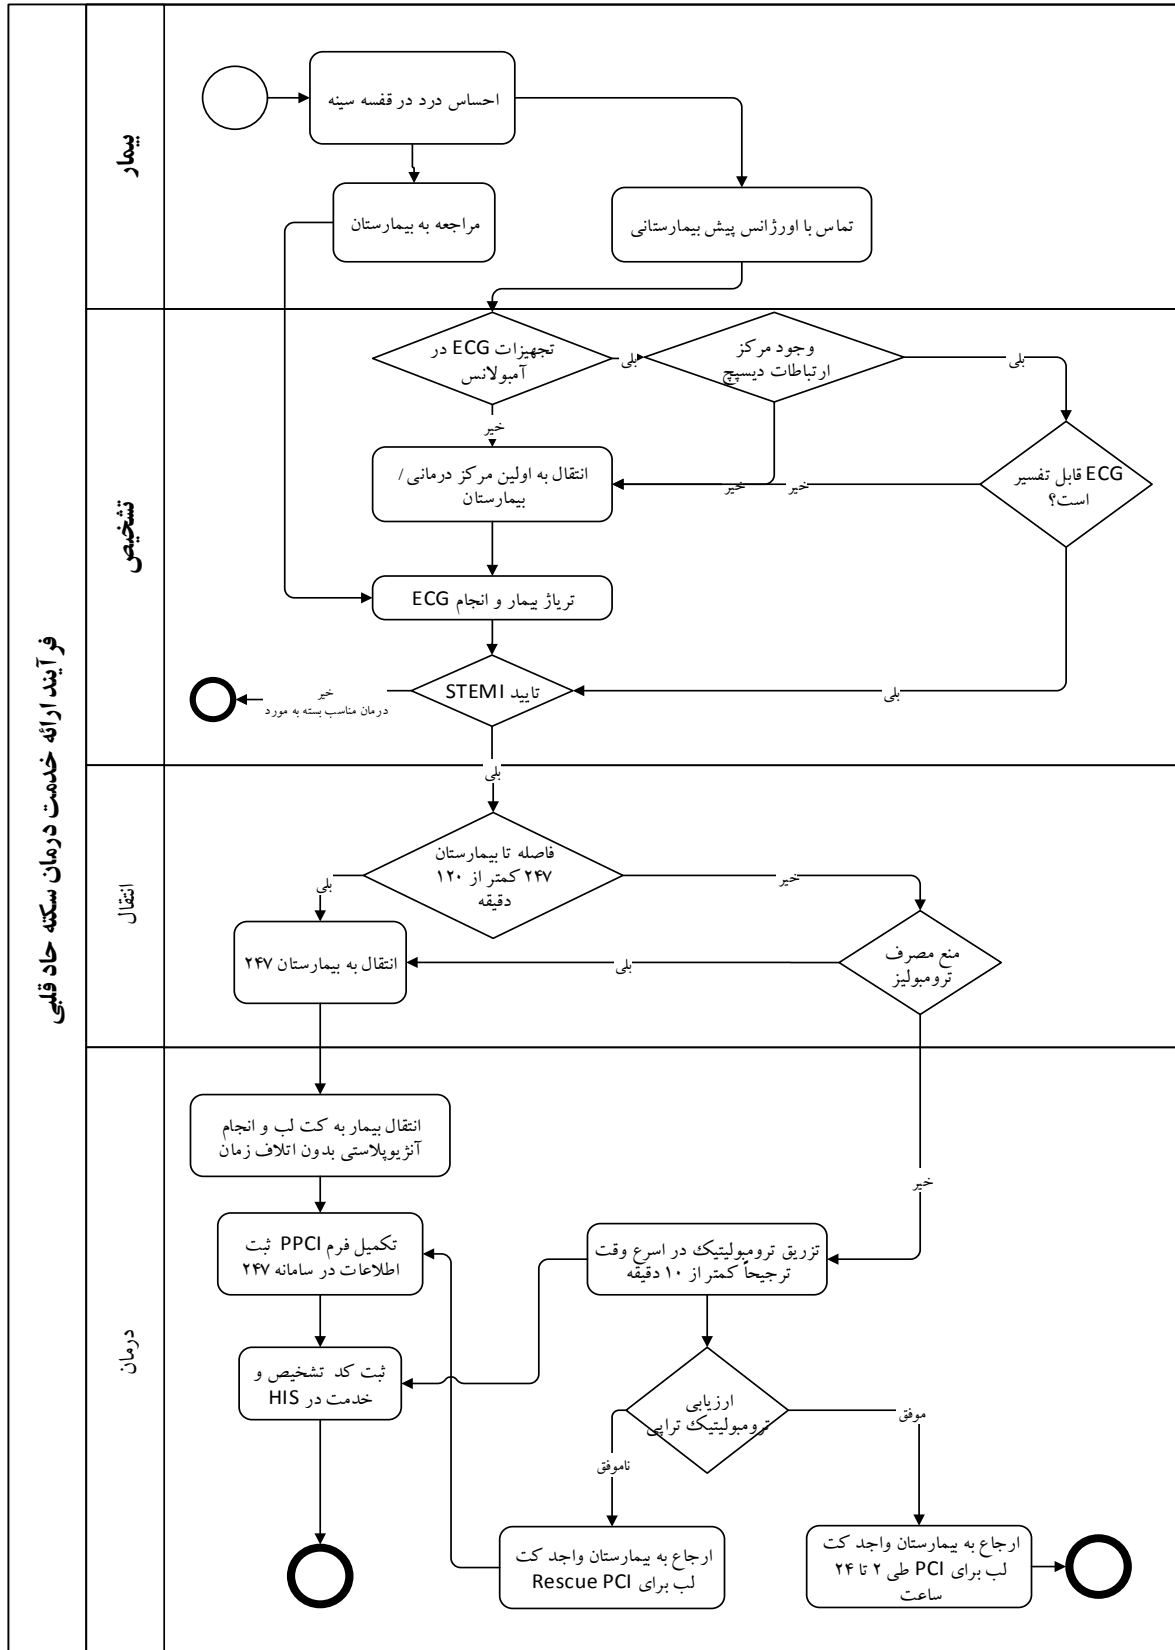 فرآیند ارائه خدمت درمان سکته حاد قلبی
بیمار
احساس درد در قفسه سینه
مراجعه به بیمارستان
تماس با اورژانس پیش بیمارستانی
تشخیص
تجهیزات ECG در
آمبولانس
بلی
وجود مرکز
ارتباطات دیسپچ
بلی
خیر
انتقال به اولین مرکز درمانی /
بیمارستان
خیر
خیر
ECG قابل تفسیر
است؟
تریاژ بیمار و انجام ECG
تایید STEMI
بلی
خیر
درمان مناسب بسته به مورد
بلی
انتقال
فاصله تا بیمارستان
۲۴۷ کمتر از ۱۲۰
دقیقه
بلی
خیر
انتقال به بیمارستان ۲۴۷
بلی
منع مصرف
ترومبولیز
درمان
انتقال بیمار به کت لب و انجام
آنژیوپلاستی بدون اتلاف زمان
خیر
تکمیل فرم PPCI ثبت
اطلاعات در سامانه ۲۴۷
تزریق ترومبولیتیک در اسرع وقت
ترجیحاً کمتر از ۱۰ دقیقه
ثبت کد تشخیص و
خدمت در HIS
ارزیابی
ترومبولیتیک تراپی
موفق
ناموفق
ارجاع به بیمارستان واجد کت
لب برای Rescue PCI
ارجاع به بیمارستان واجد کت
لب برای PCI طی ۲ تا ۲۴
ساعت